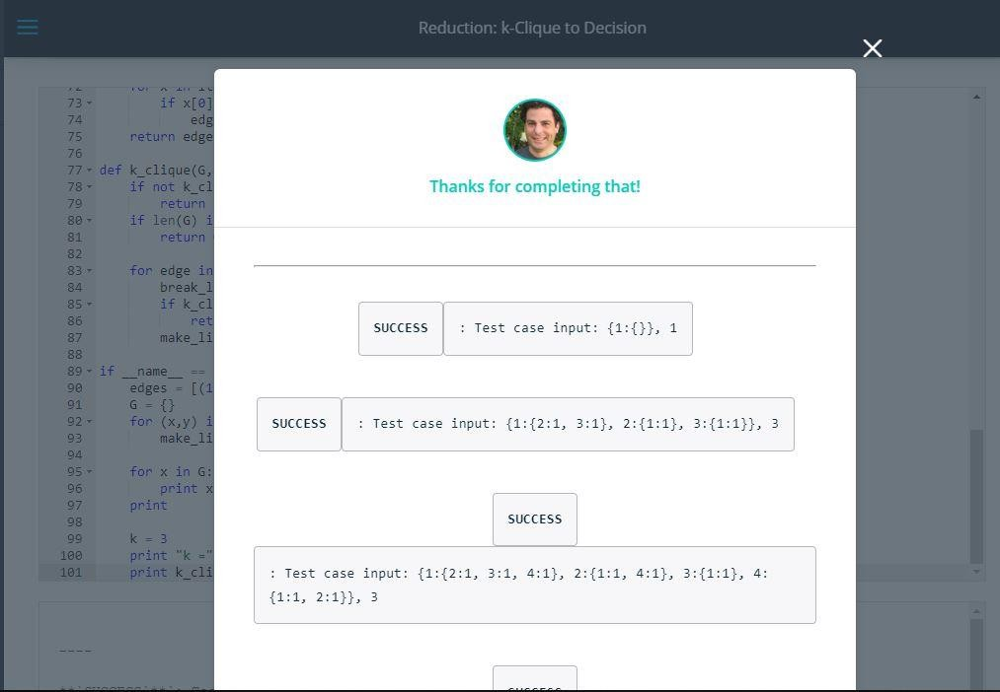 Reduction: k-Clique to Decision
73 if x[0]
74 edg
75 return edge
76
77 def k_clique(G,
78 if not k_cl
79 return
80 if len(G) i
81 return
82
83 for edge in
84 break_l
85 if k_cl
86 ret
87 make_li
88
89 if __name__ ==
90 edges = [(1
91 G = {}
92 for (x,y) i
93 make_li
94
95 for x in G:
96 print x
97 print
98
99 k = 3
100 print "k ="
101 print k_cli
----
Thanks for completing that!
SUCCESS : Test case input: {1:{}}, 1
SUCCESS : Test case input: {1:{2:1, 3:1}, 2:{1:1}, 3:{1:1}}, 3
SUCCESS
: Test case input: {1:{2:1, 3:1, 4:1}, 2:{1:1, 4:1}, 3:{1:1}, 4:
{1:1, 2:1}}, 3
SUCCESS